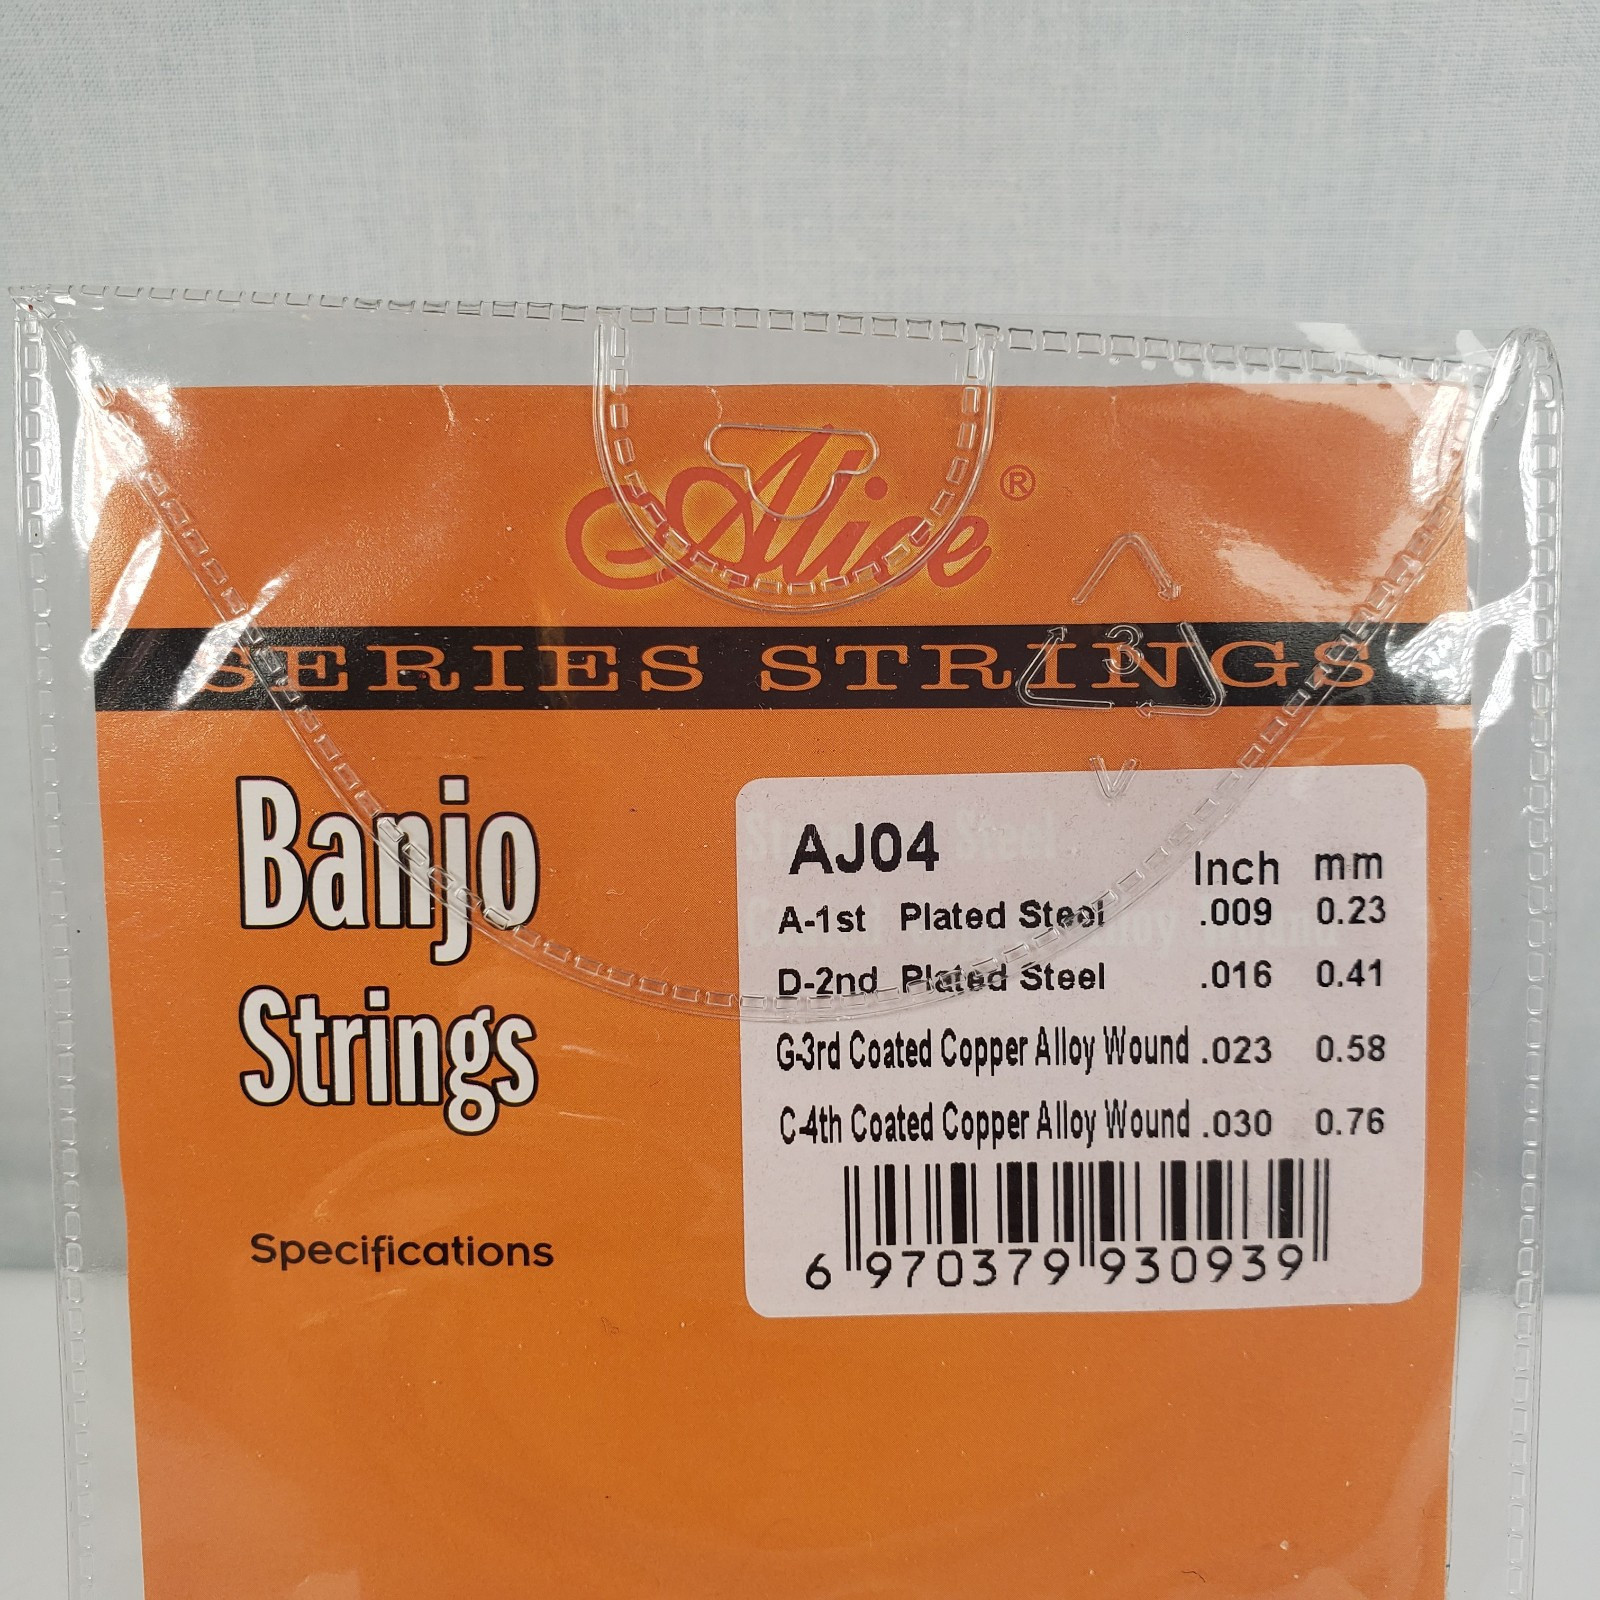 Alice®
SERIES STRINGS
3
V
Banjo
Strings
Specifications
AJ04
Inch mm
A-1st Plated Steel .009 0.23
D-2nd Plated Steel .016 0.41
G-3rd Coated Copper Alloy Wound .023 0.58
C-4th Coated Copper Alloy Wound .030 0.76
6 970379 930939